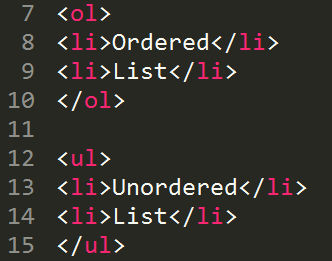 7 <ol>
8 <li>Ordered</li>
9 <li>List</li>
10 </ol>
11
12 <ul>
13 <li>Unordered</li>
14 <li>List</li>
15 </ul>